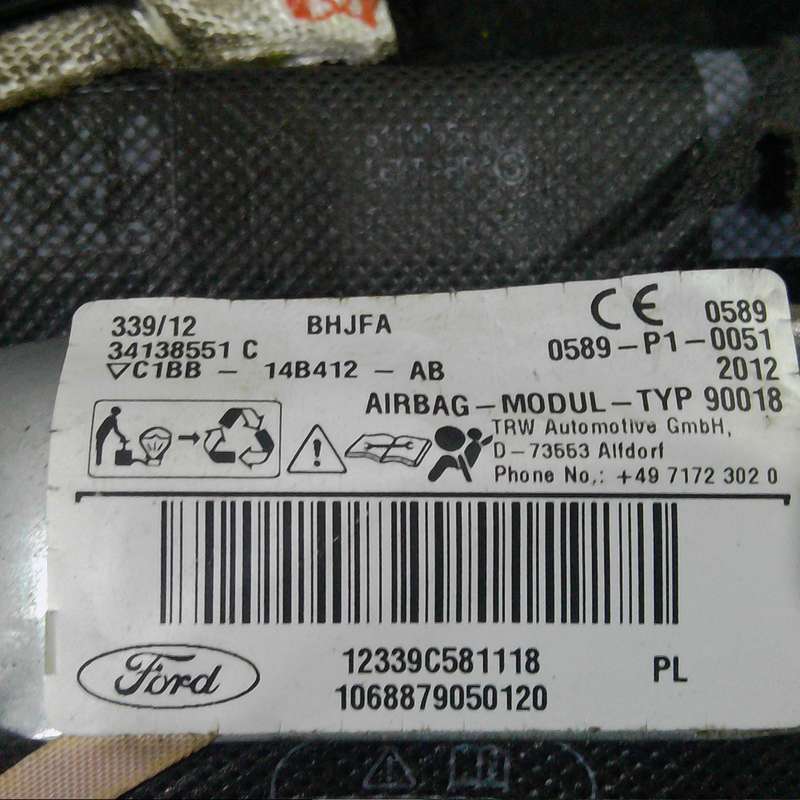 339/12 BHJFA CE 0589
34138551 C 0589-P1-0051
▽C1BB - 14B412 - AB 2012
AIRBAG-MODUL-TYP 90018
TRW Automotive GmbH,
D-73553 Alfdorf
Phone No.: +49 7172 302 0
12339C581118 PL
Ford 1068879050120